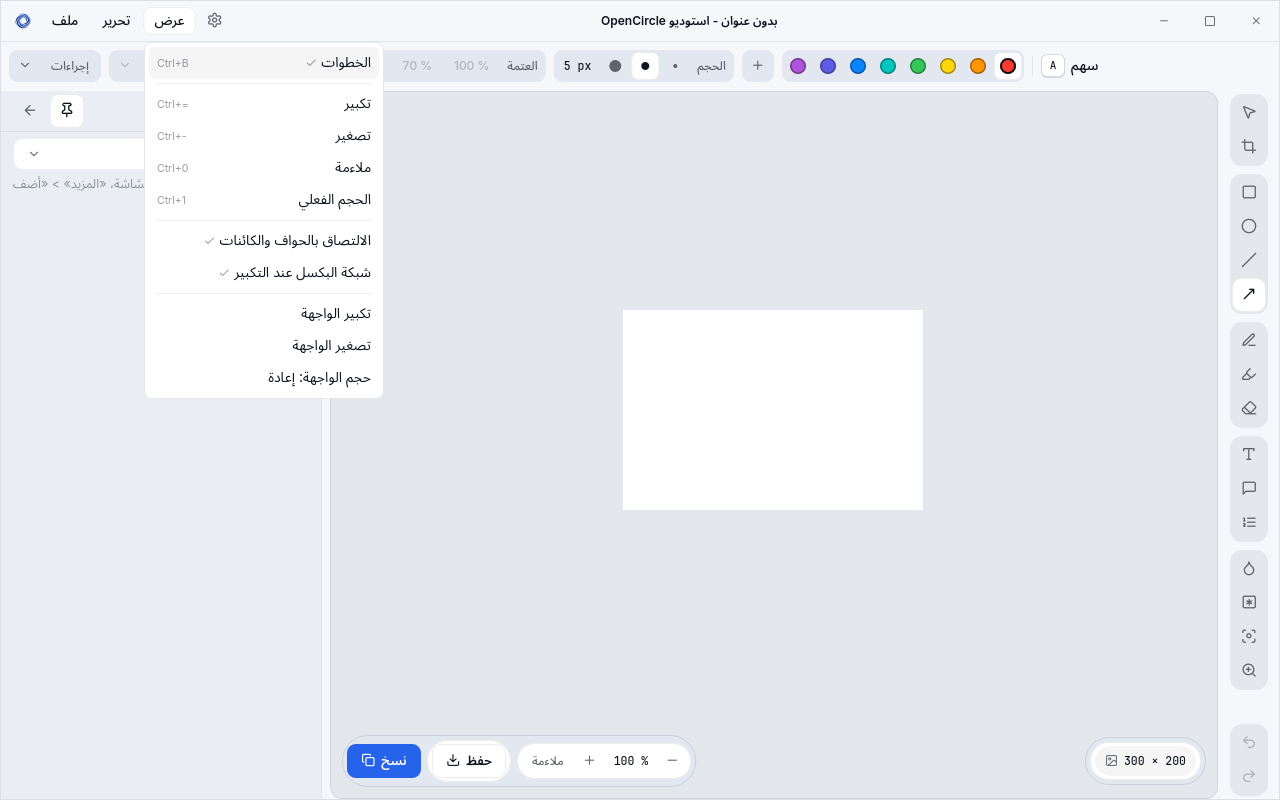 بدون عنوان - استوديو OpenCircle
ملف
تحرير
عرض
سهم
A
الحجم
5 px
العتمة
100 %
70 %
إجراءات
الخطوات Ctrl+B
تكبير Ctrl+=
تصغير Ctrl+-
ملاءمة Ctrl+0
الحجم الفعلي Ctrl+1
الالتصاق بالحواف والكائنات
شبكة البكسل عند التكبير
تكبير الواجهة
تصغير الواجهة
حجم الواجهة: إعادة
«المزيد» > «أضف
300 × 200
100 %
ملاءمة
حفظ
نسخ